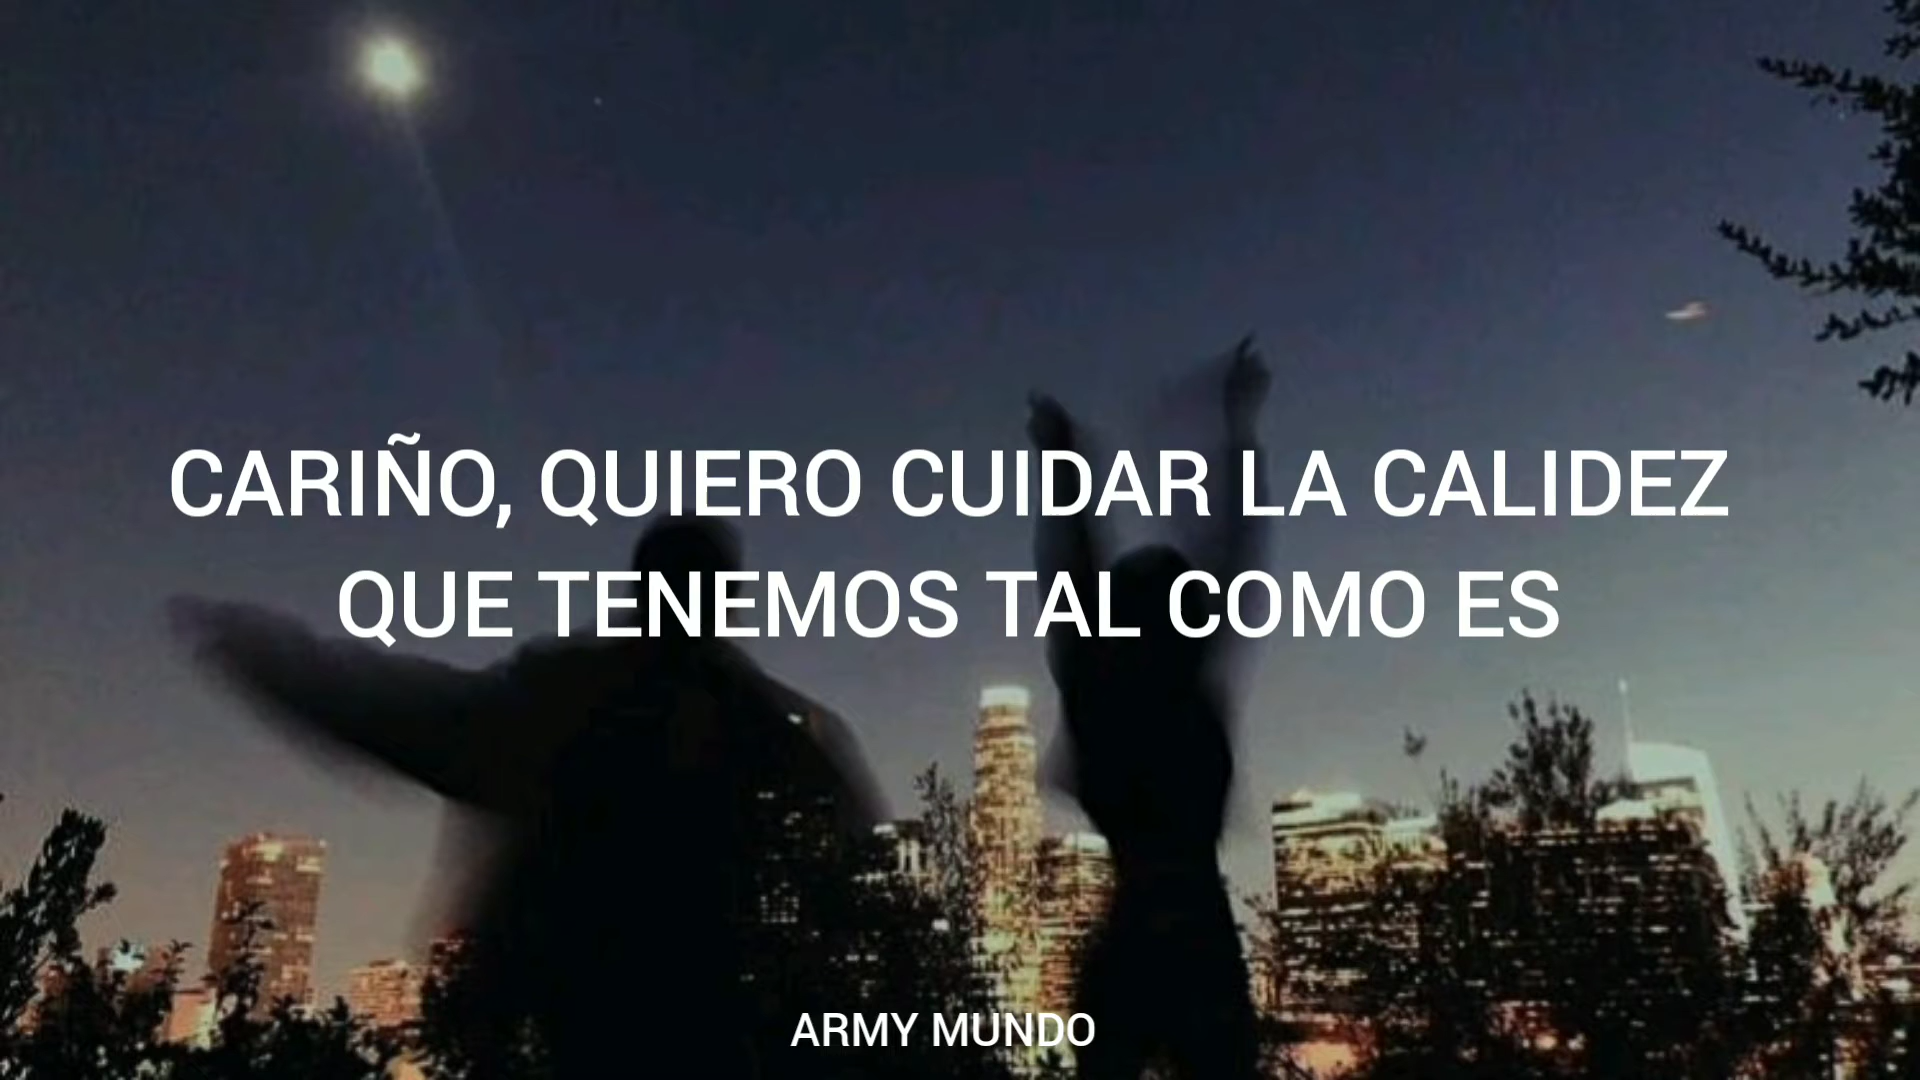 CARIÑO, QUIERO CUIDAR LA CALIDEZ
QUE TENEMOS TAL COMO ES
ARMY MUNDO